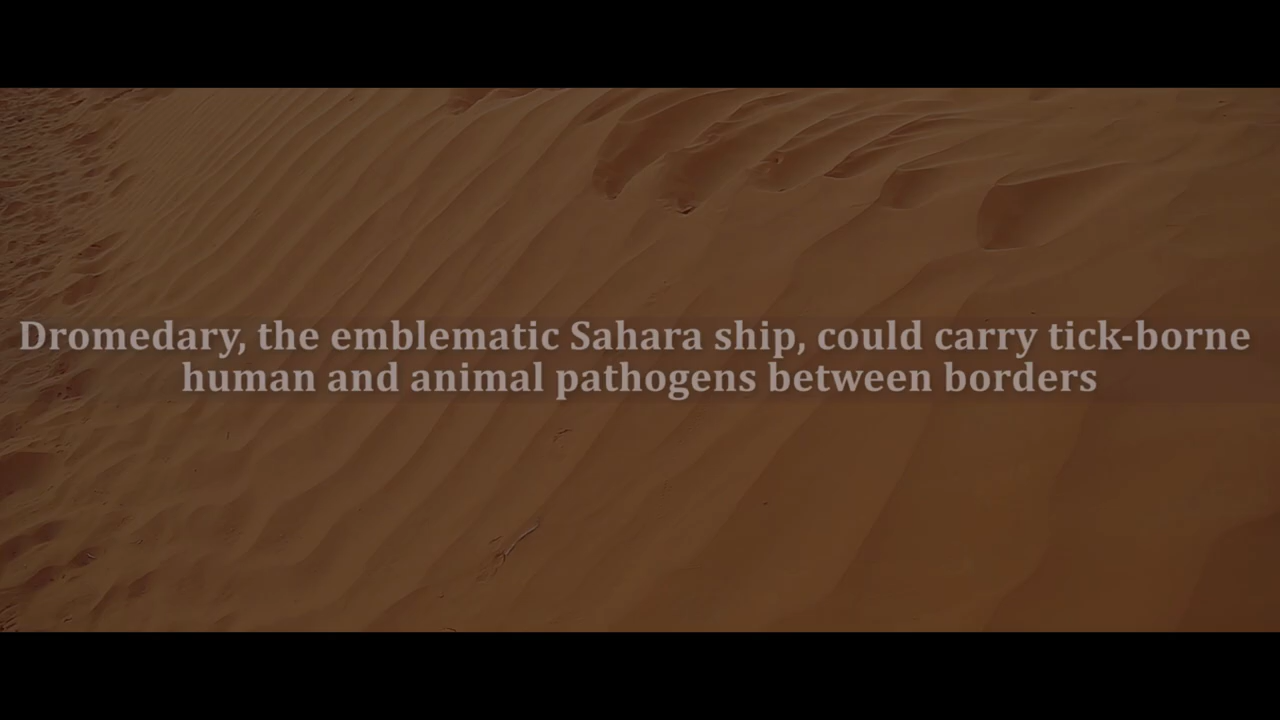 Dromedary, the emblematic Sahara ship, could carry tick-borne
human and animal pathogens between borders